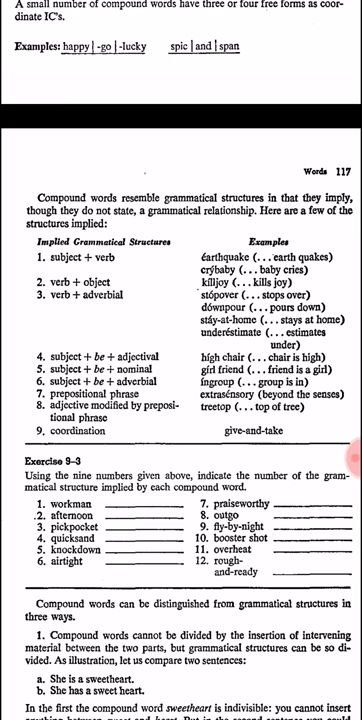 A small number of compound words have three or four free forms as coor-
dinate IC's.
Examples: happy | -go | -lucky spic | and | span
Words 117
Compound words resemble grammatical structures in that they imply,
though they do not state, a grammatical relationship. Here are a few of the
structures implied:
Implied Grammatical Structures Examples
1. subject + verb éarthquake (. . . earth quakes)
crýbaby (. . . baby cries)
2. verb + object kílljoy (. . . kills joy)
3. verb + adverbial stópover (. . . stops over)
dównpour (. . . pours down)
stáy-at-home (. . . stays at home)
underéstimate (. . . estimates
under)
4. subject + be + adjectival hígh chair (. . . chair is high)
5. subject + be + nominal gírl friend (. . . friend is a girl)
6. subject + be + adverbial íngroup (. . . group is in)
7. prepositional phrase extrasénsory (beyond the senses)
8. adjective modified by preposi- treetop (. . . top of tree)
tional phrase
9. coordination give-and-take
Exercise 9-3
Using the nine numbers given above, indicate the number of the gram-
matical structure implied by each compound word.
1. workman 7. praiseworthy
2. afternoon 8. outgo
3. pickpocket 9. fly-by-night
4. quicksand 10. booster shot
5. knockdown 11. overheat
6. airtight 12. rough-
and-ready
Compound words can be distinguished from grammatical structures in
three ways.
1. Compound words cannot be divided by the insertion of intervening
material between the two parts, but grammatical structures can be so di-
vided. As illustration, let us compare two sentences:
a. She is a sweetheart.
b. She has a sweet heart.
In the first the compound word sweetheart is indivisible: you cannot insert